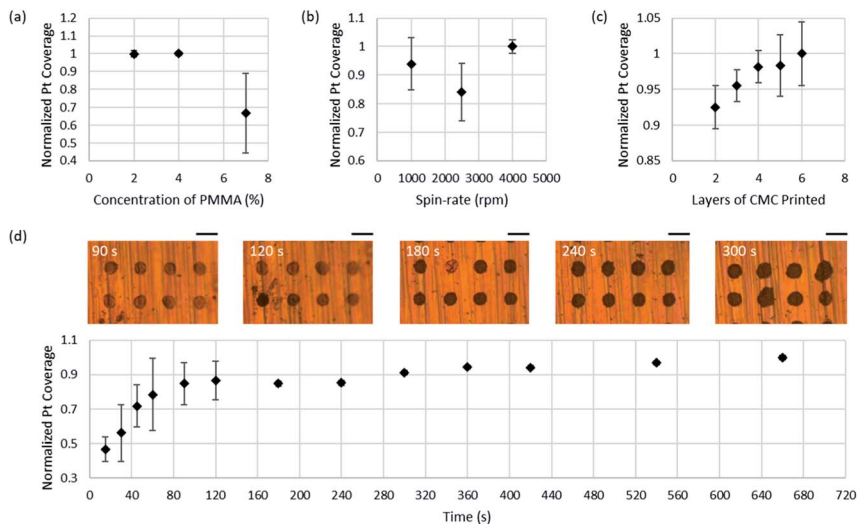 (a)
Normalized Pt Coverage
1.2
1.1
1
0.9
0.8
0.7
0.6
0.5
0.4
0 2 4 6 8
Concentration of PMMA (%)
(b)
Normalized Pt Coverage
1.1
1
0.9
0.8
0.7
0.6
0 1000 2000 3000 4000 5000
Spin-rate (rpm)
(c)
Normalized Pt Coverage
1.05
1
0.95
0.9
0.85
0 2 4 6 8
Layers of CMC Printed
(d)
90 s
120 s
180 s
240 s
300 s
Normalized Pt Coverage
1.1
0.9
0.7
0.5
0.3
0 40 80 120 160 200 240 280 320 360 400 440 480 520 560 600 640 680 720
Time (s)